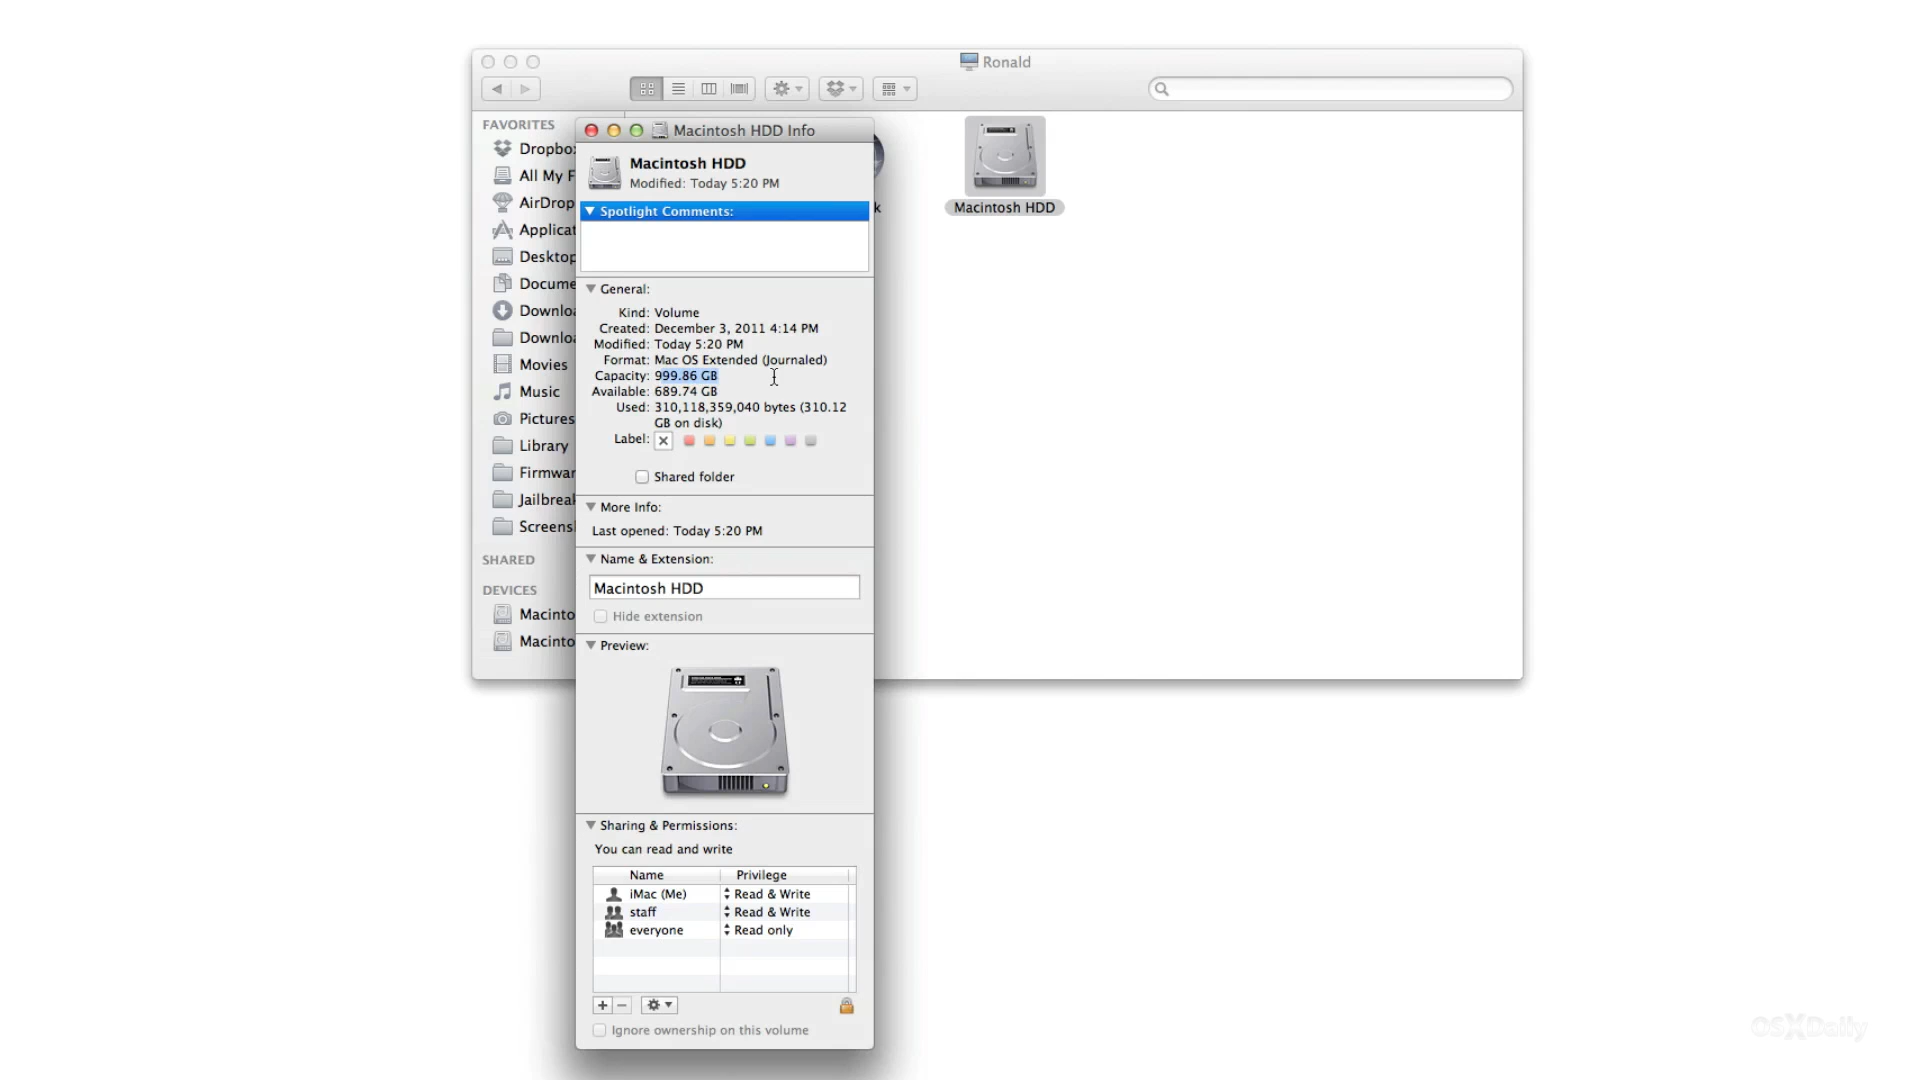 Ronald
FAVORITES
Dropbo
All My F
AirDrop
Applicat
Desktop
Docume
Downloa
Downloa
Movies
Music
Pictures
Library
Firmwar
Jailbreak
Screensh
SHARED
DEVICES
Macinto
Macinto
Macintosh HDD Info
Macintosh HDD
Modified: Today 5:20 PM
Spotlight Comments:
General:
Kind: Volume
Created: December 3, 2011 4:14 PM
Modified: Today 5:20 PM
Format: Mac OS Extended (Journaled)
Capacity: 999.86 GB
Available: 689.74 GB
Used: 310,118,359,040 bytes (310.12
GB on disk)
Label:
Shared folder
More Info:
Last opened: Today 5:20 PM
Name & Extension:
Macintosh HDD
Hide extension
Preview:
Sharing & Permissions:
You can read and write
Name Privilege
iMac (Me) Read & Write
staff Read & Write
everyone Read only
Ignore ownership on this volume
k
Macintosh HDD
OSXDaily